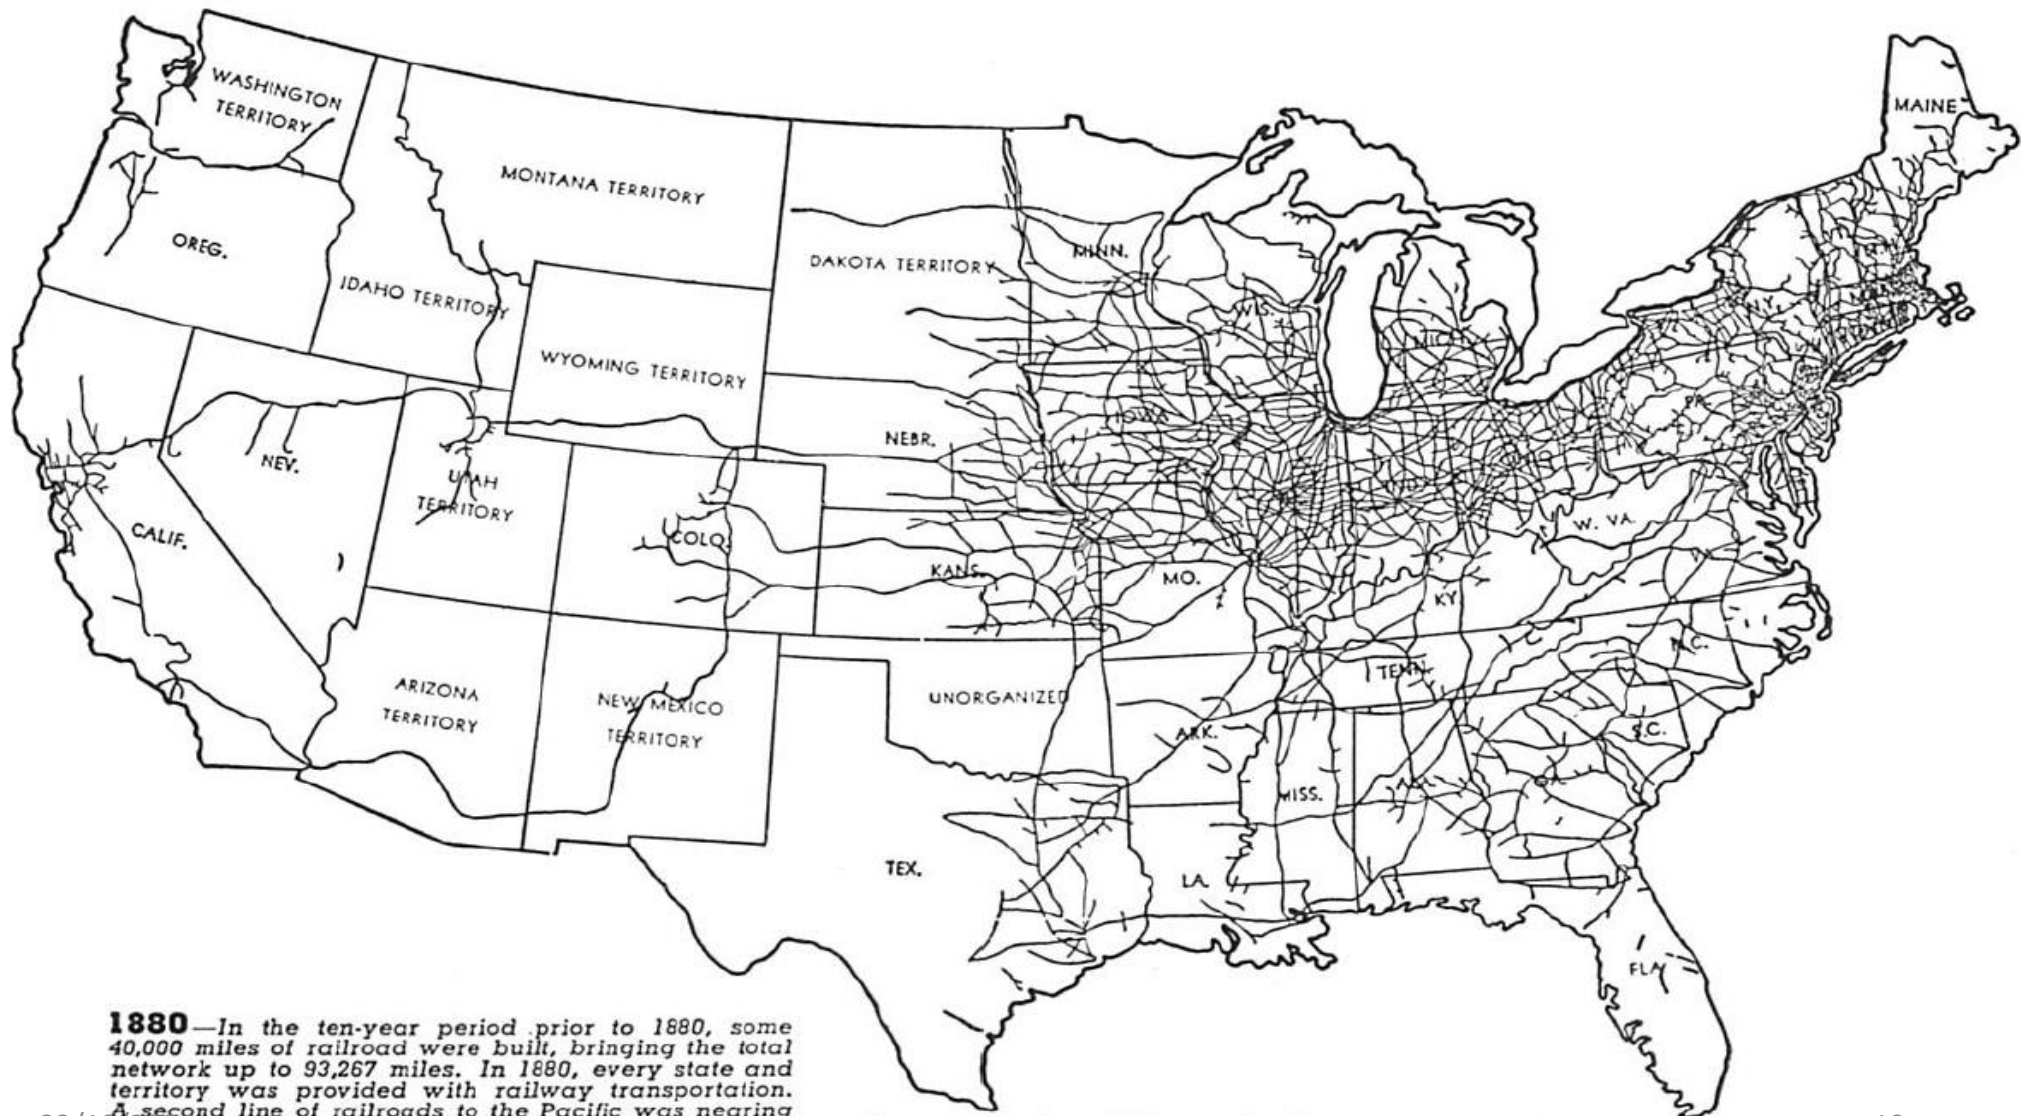 WASHINGTON
TERRITORY
MAINE
MONTANA TERRITORY
OREG.
IDAHO TERRITORY
DAKOTA TERRITORY
MINN.
WIS.
MICH.
N.Y.
WYOMING TERRITORY
IOWA
PA.
NEBR.
NEV.
UTAH
TERRITORY
CALIF.
COLO.
KANS.
MO.
KY.
W. VA.
VA.
ARIZONA
TERRITORY
NEW MEXICO
TERRITORY
UNORGANIZED
TENN.
N.C.
ARK.
S.C.
MISS.
ALA.
GA.
TEX.
LA.
FLA.
1880—In the ten-year period prior to 1880, some
40,000 miles of railroad were built, bringing the total
network up to 93,267 miles. In 1880, every state and
territory was provided with railway transportation.
A second line of railroads to the Pacific was nearing